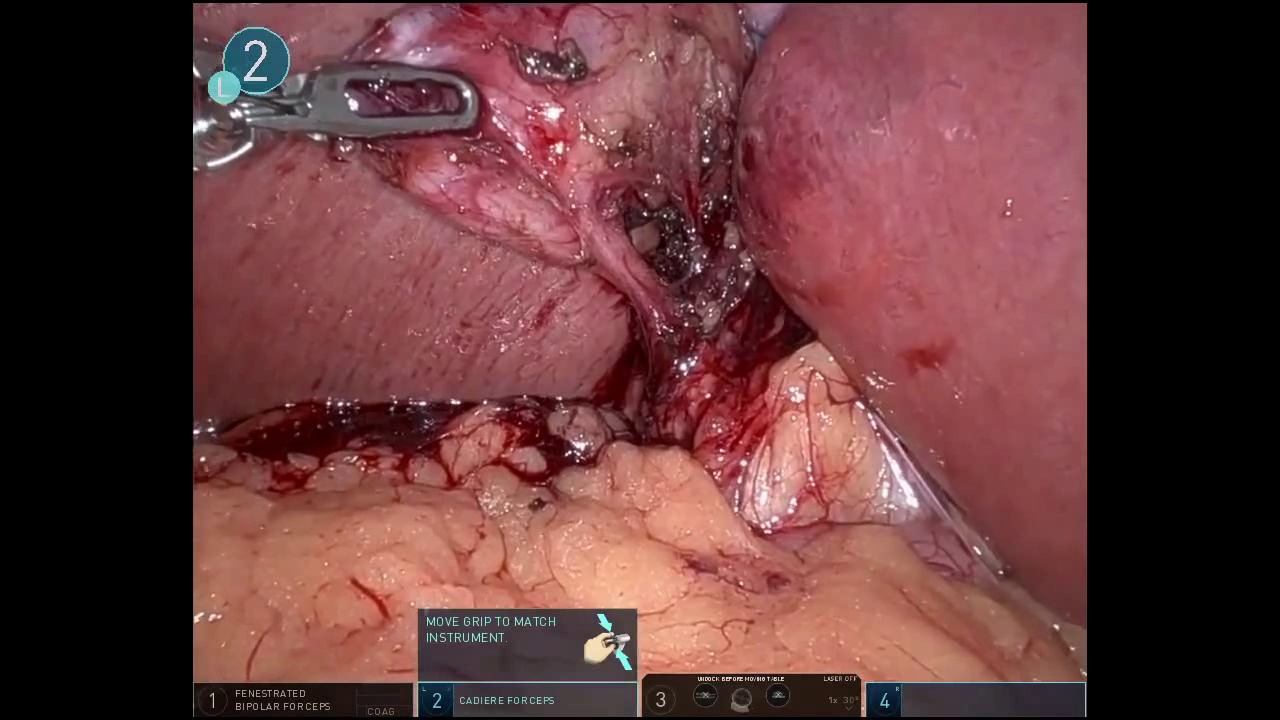 2
L
MOVE GRIP TO MATCH
INSTRUMENT.
1 FENESTRATED
BIPOLAR FORCEPS
COAG
L
2 CADIERE FORCEPS
UNDOCK BEFORE MOVING TABLE
LASER OFF
3
1x 30°
R
4